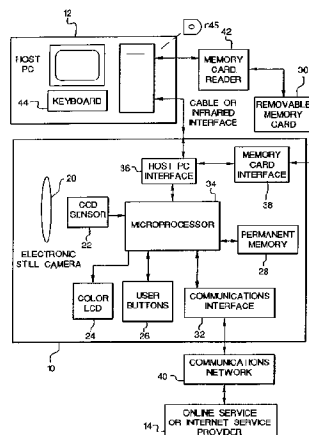 12
45
HOST
PC
44
KEYBOARD
MEMORY
CARD
READER
42
30
REMOVABLE
MEMORY
CARD
CABLE OR
INFRARED
INTERFACE
HOST PC
INTERFACE
36
MEMORY
CARD
INTERFACE
38
20
34
CCD
SENSOR
22
MICROPROCESSOR
ELECTRONIC
STILL CAMERA
PERMANENT
MEMORY
28
COLOR
LCD
24
USER
BUTTONS
26
COMMUNICATIONS
INTERFACE
32
10
COMMUNICATIONS
NETWORK
40
ONLINE SERVICE
OR INTERNET SERVICE
PROVIDER
14